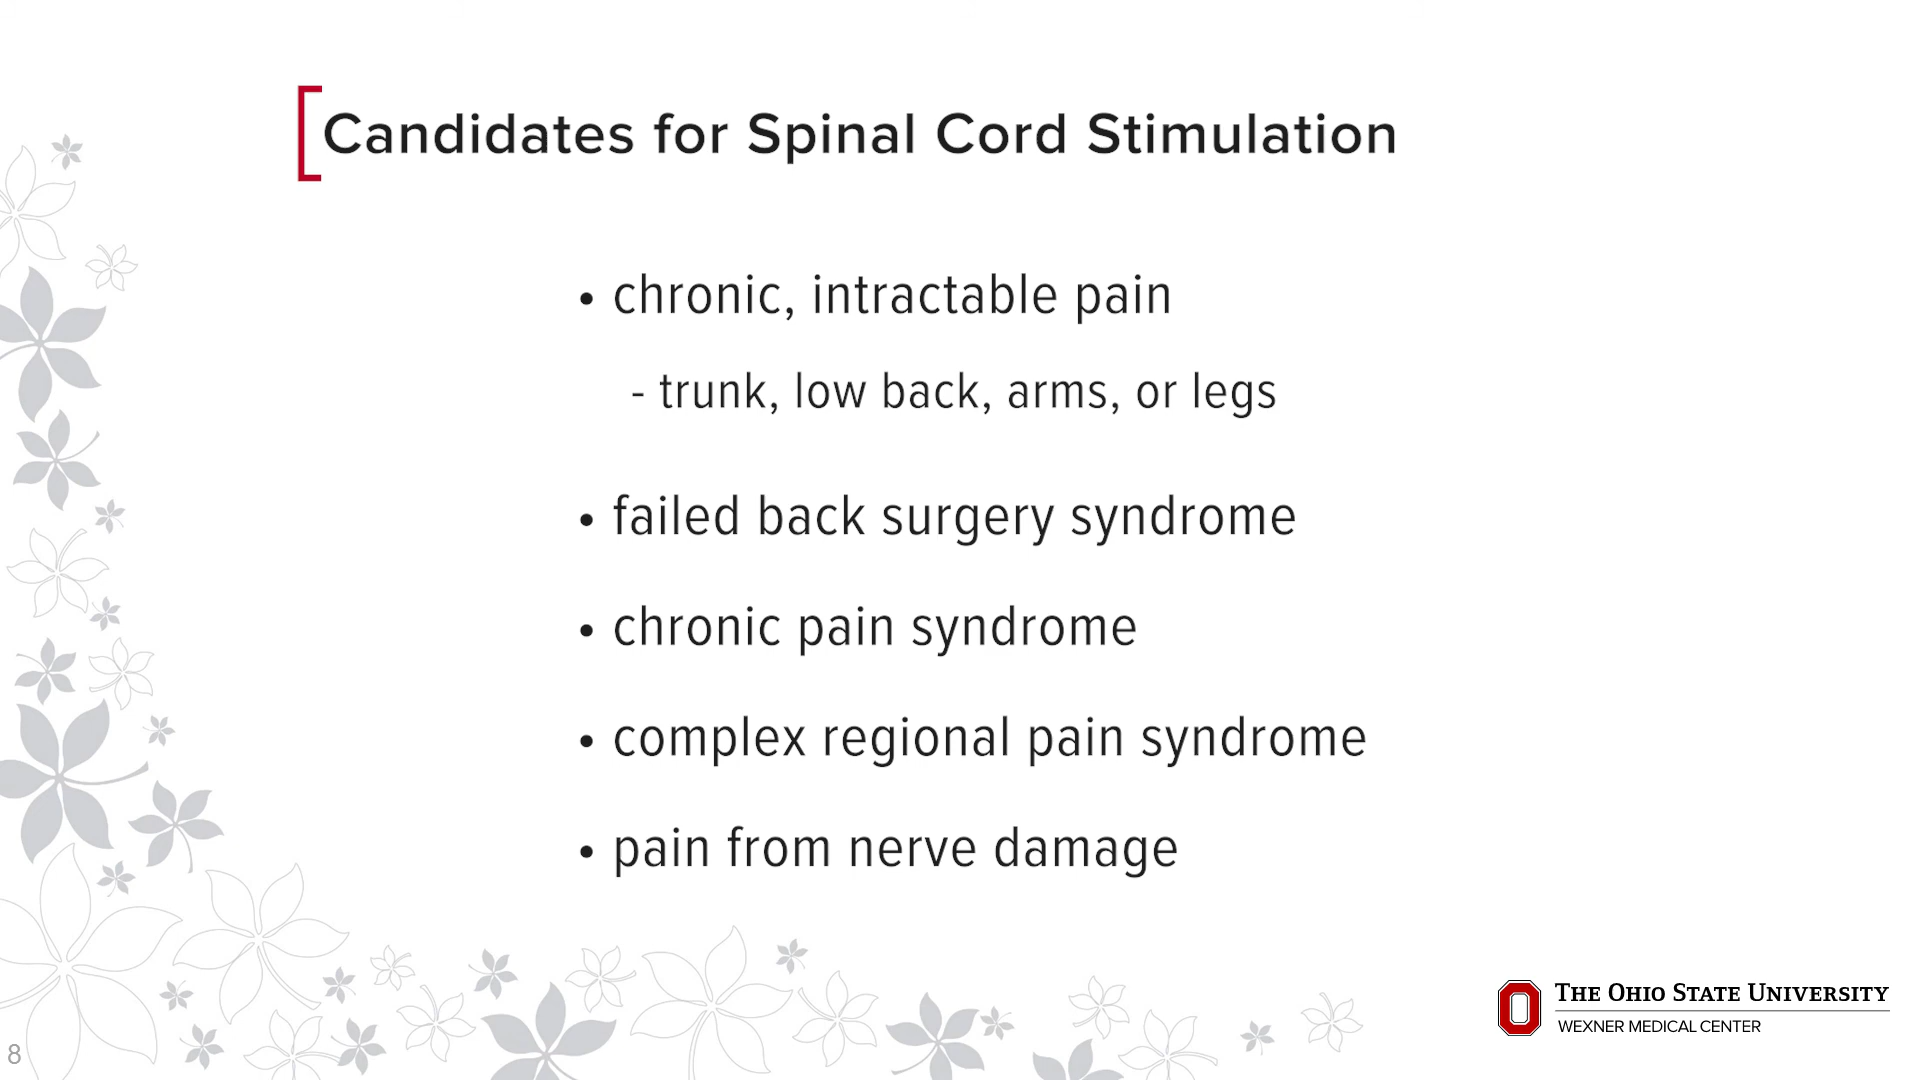 Candidates for Spinal Cord Stimulation
• chronic, intractable pain
- trunk, low back, arms, or legs
• failed back surgery syndrome
• chronic pain syndrome
• complex regional pain syndrome
• pain from nerve damage
THE OHIO STATE UNIVERSITY
WEXNER MEDICAL CENTER
8